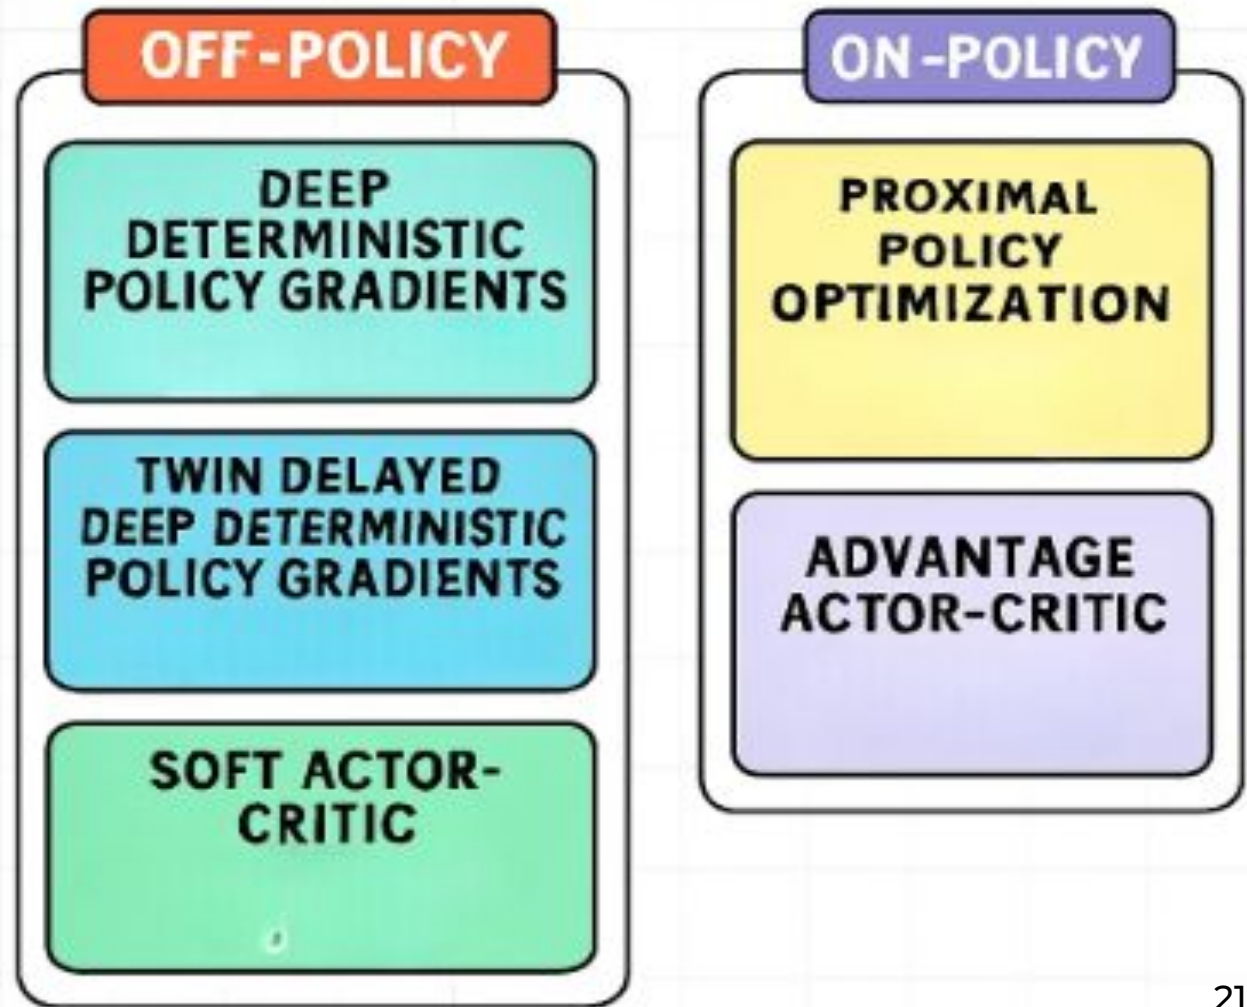 OFF-POLICY
DEEP
DETERMINISTIC
POLICY GRADIENTS
TWIN DELAYED
DEEP DETERMINISTIC
POLICY GRADIENTS
SOFT ACTOR-
CRITIC
ON-POLICY
PROXIMAL
POLICY
OPTIMIZATION
ADVANTAGE
ACTOR-CRITIC
21